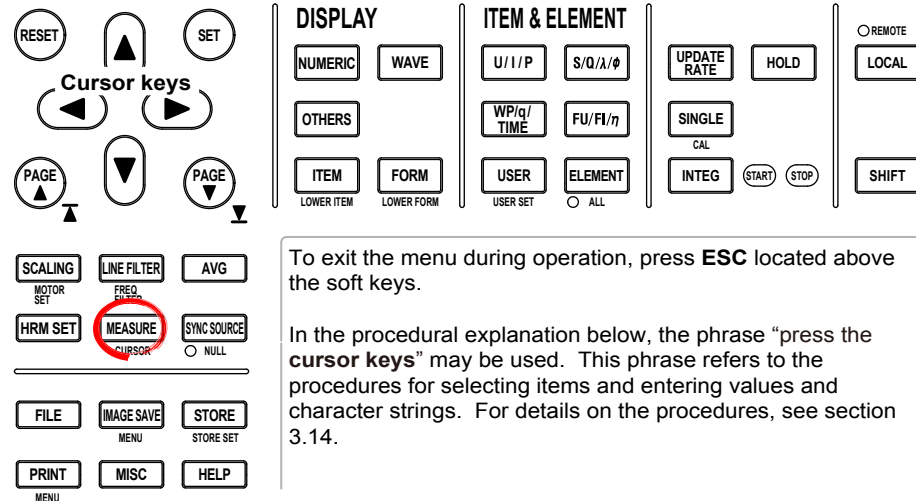 RESET
SET
Cursor keys
PAGE
PAGE
DISPLAY
NUMERIC WAVE
OTHERS
ITEM FORM
LOWER ITEM LOWER FORM
ITEM & ELEMENT
U / I / P S/Q/λ/ø
WP/q/
TIME
FU/FI/η
USER ELEMENT
USER SET ALL
UPDATE
RATE
HOLD
SINGLE
CAL
INTEG START STOP
REMOTE
LOCAL
SHIFT
SCALING LINE FILTER AVG
MOTOR
SET
FREQ
FILTER
HRM SET MEASURE SYNC SOURCE
CURSOR NULL
FILE IMAGE SAVE STORE
MENU STORE SET
PRINT MISC HELP
MENU
To exit the menu during operation, press ESC located above
the soft keys.
In the procedural explanation below, the phrase “press the
cursor keys” may be used. This phrase refers to the
procedures for selecting items and entering values and
character strings. For details on the procedures, see section
3.14.